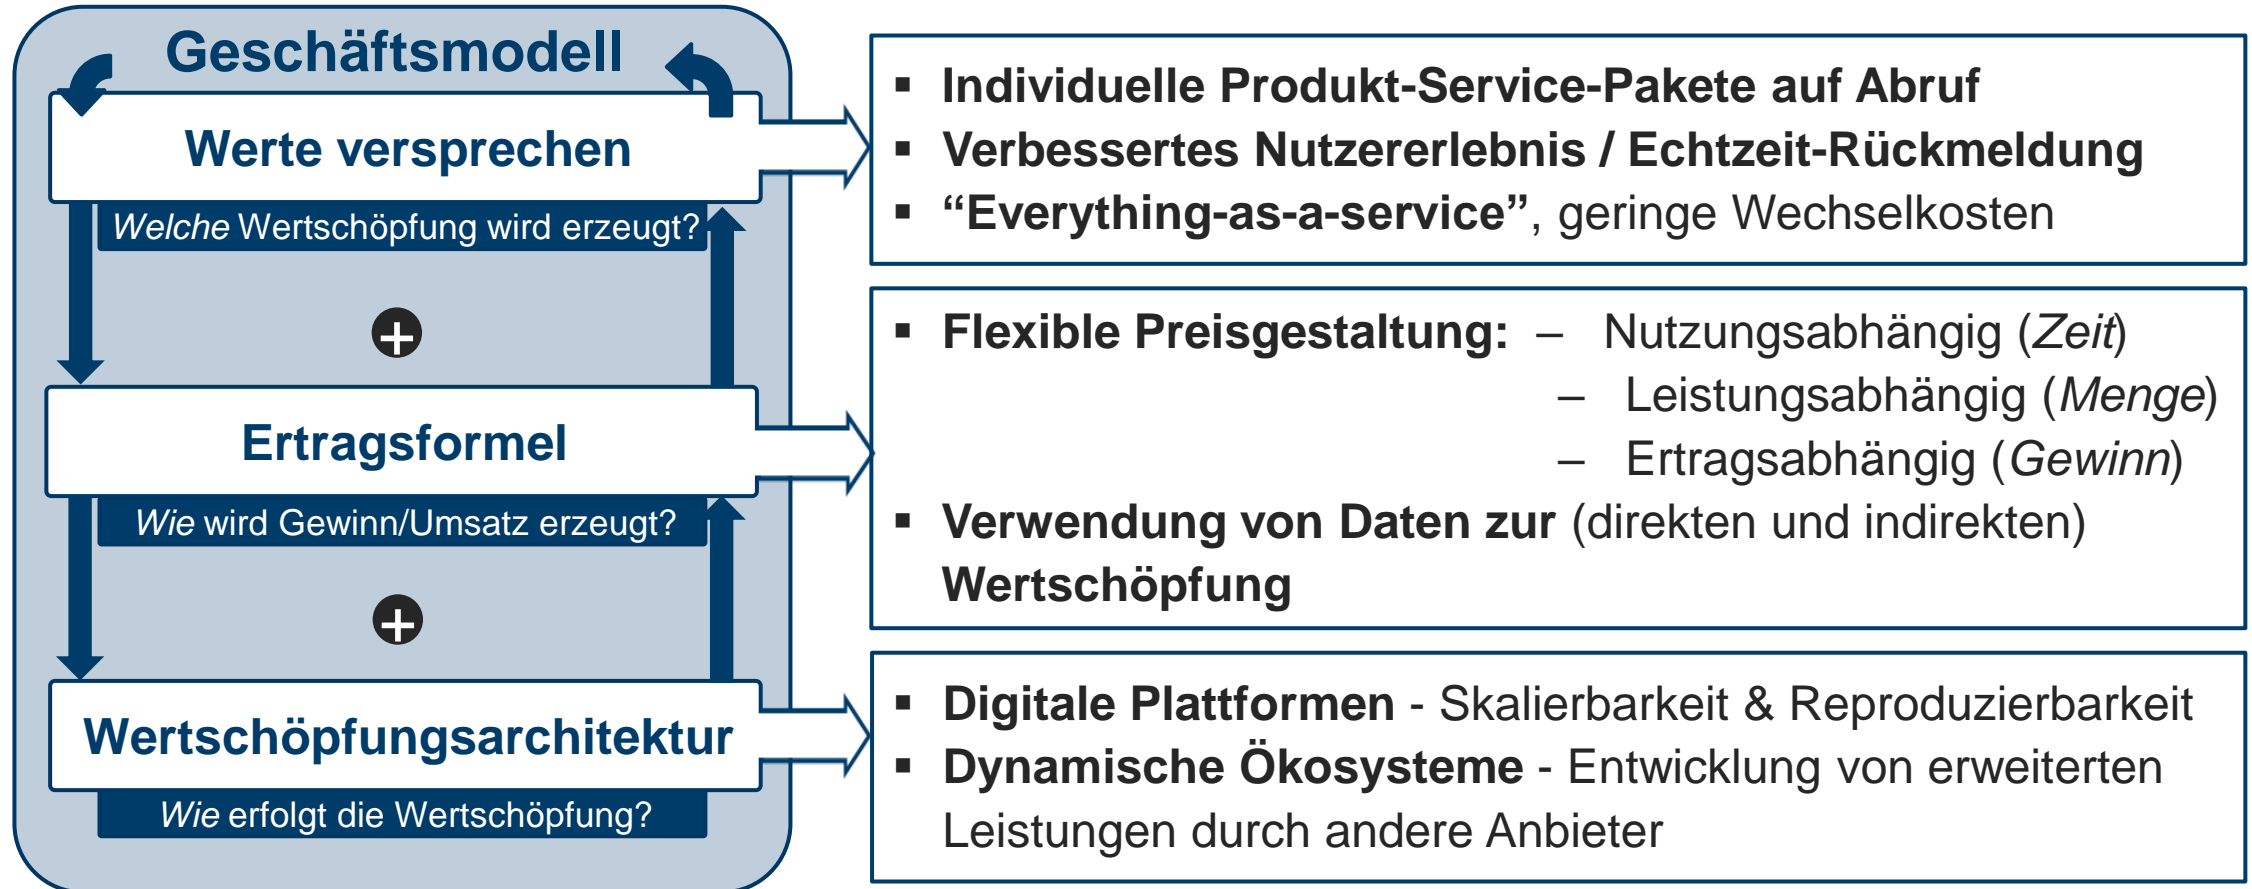 Geschäftsmodell
Werte versprechen
Welche Wertschöpfung wird erzeugt?
+
Ertragsformel
Wie wird Gewinn/Umsatz erzeugt?
+
Wertschöpfungsarchitektur
Wie erfolgt die Wertschöpfung?
▪ Individuelle Produkt-Service-Pakete auf Abruf
▪ Verbessertes Nutzererlebnis / Echtzeit-Rückmeldung
▪ “Everything-as-a-service”, geringe Wechselkosten
▪ Flexible Preisgestaltung: – Nutzungsabhängig (Zeit)
– Leistungsabhängig (Menge)
– Ertragsabhängig (Gewinn)
▪ Verwendung von Daten zur (direkten und indirekten)
Wertschöpfung
▪ Digitale Plattformen - Skalierbarkeit & Reproduzierbarkeit
▪ Dynamische Ökosysteme - Entwicklung von erweiterten
Leistungen durch andere Anbieter